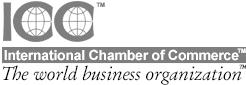 ICC™
International Chamber of Commerce™
The world business organization™